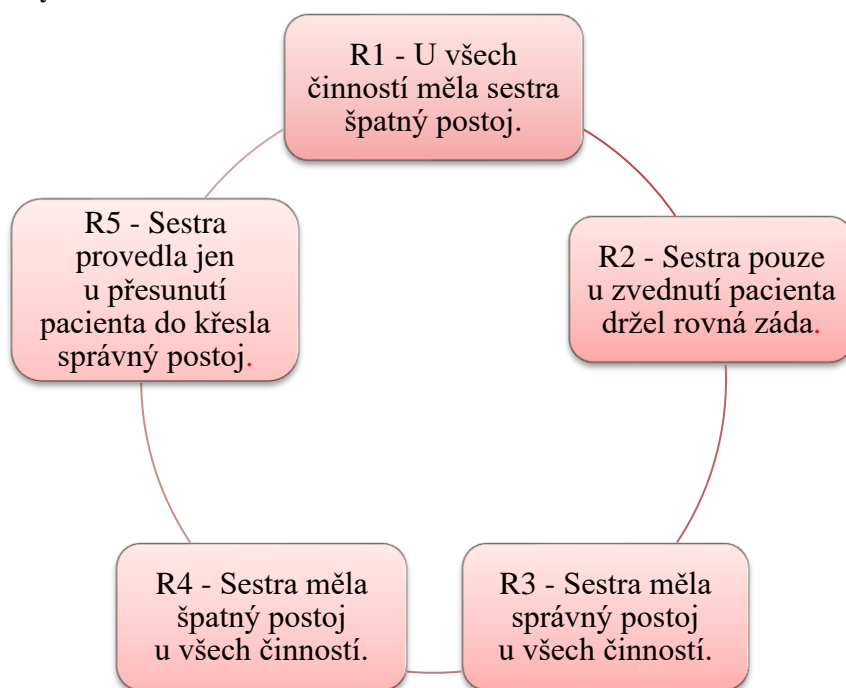 R1 - U všech
činností měla sestra
špatný postoj.
R2 - Sestra pouze
u zvednutí pacienta
držel rovná záda.
R3 - Sestra měla
správný postoj
u všech činností.
R4 - Sestra měla
špatný postoj
u všech činností.
R5 - Sestra
provedla jen
u přesunutí
pacienta do křesla
správný postoj.